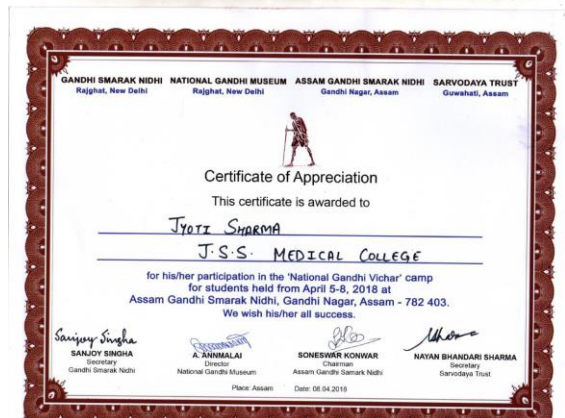 GANDHI SMARAK NIDHI NATIONAL GANDHI MUSEUM ASSAM GANDHI SMARAK NIDHI SARVODAYA TRUST
Rajghat, New Delhi Rajghat, New Delhi Gandhi Nagar, Assam Guwahati, Assam
Certificate of Appreciation
This certificate is awarded to
JYOTI SHARMA
J.S.S. MEDICAL COLLEGE
for his/her participation in the 'National Gandhi Vichar' camp
for students held from April 5-8, 2018 at
Assam Gandhi Smarak Nidhi, Gandhi Nagar, Assam - 782 403.
We wish his/her all success.
Sanjoy Singha
SANJOY SINGHA A. ANNMALAI SONESWAR KONWAR NAYAN BHANDARI SHARMA
Secretary Director Chairman Secretary
Gandhi Smarak Nidhi National Gandhi Museum Assam Gandhi Samark Nidhi Sarvodaya Trust
Place: Assam Date: 08.04.2018